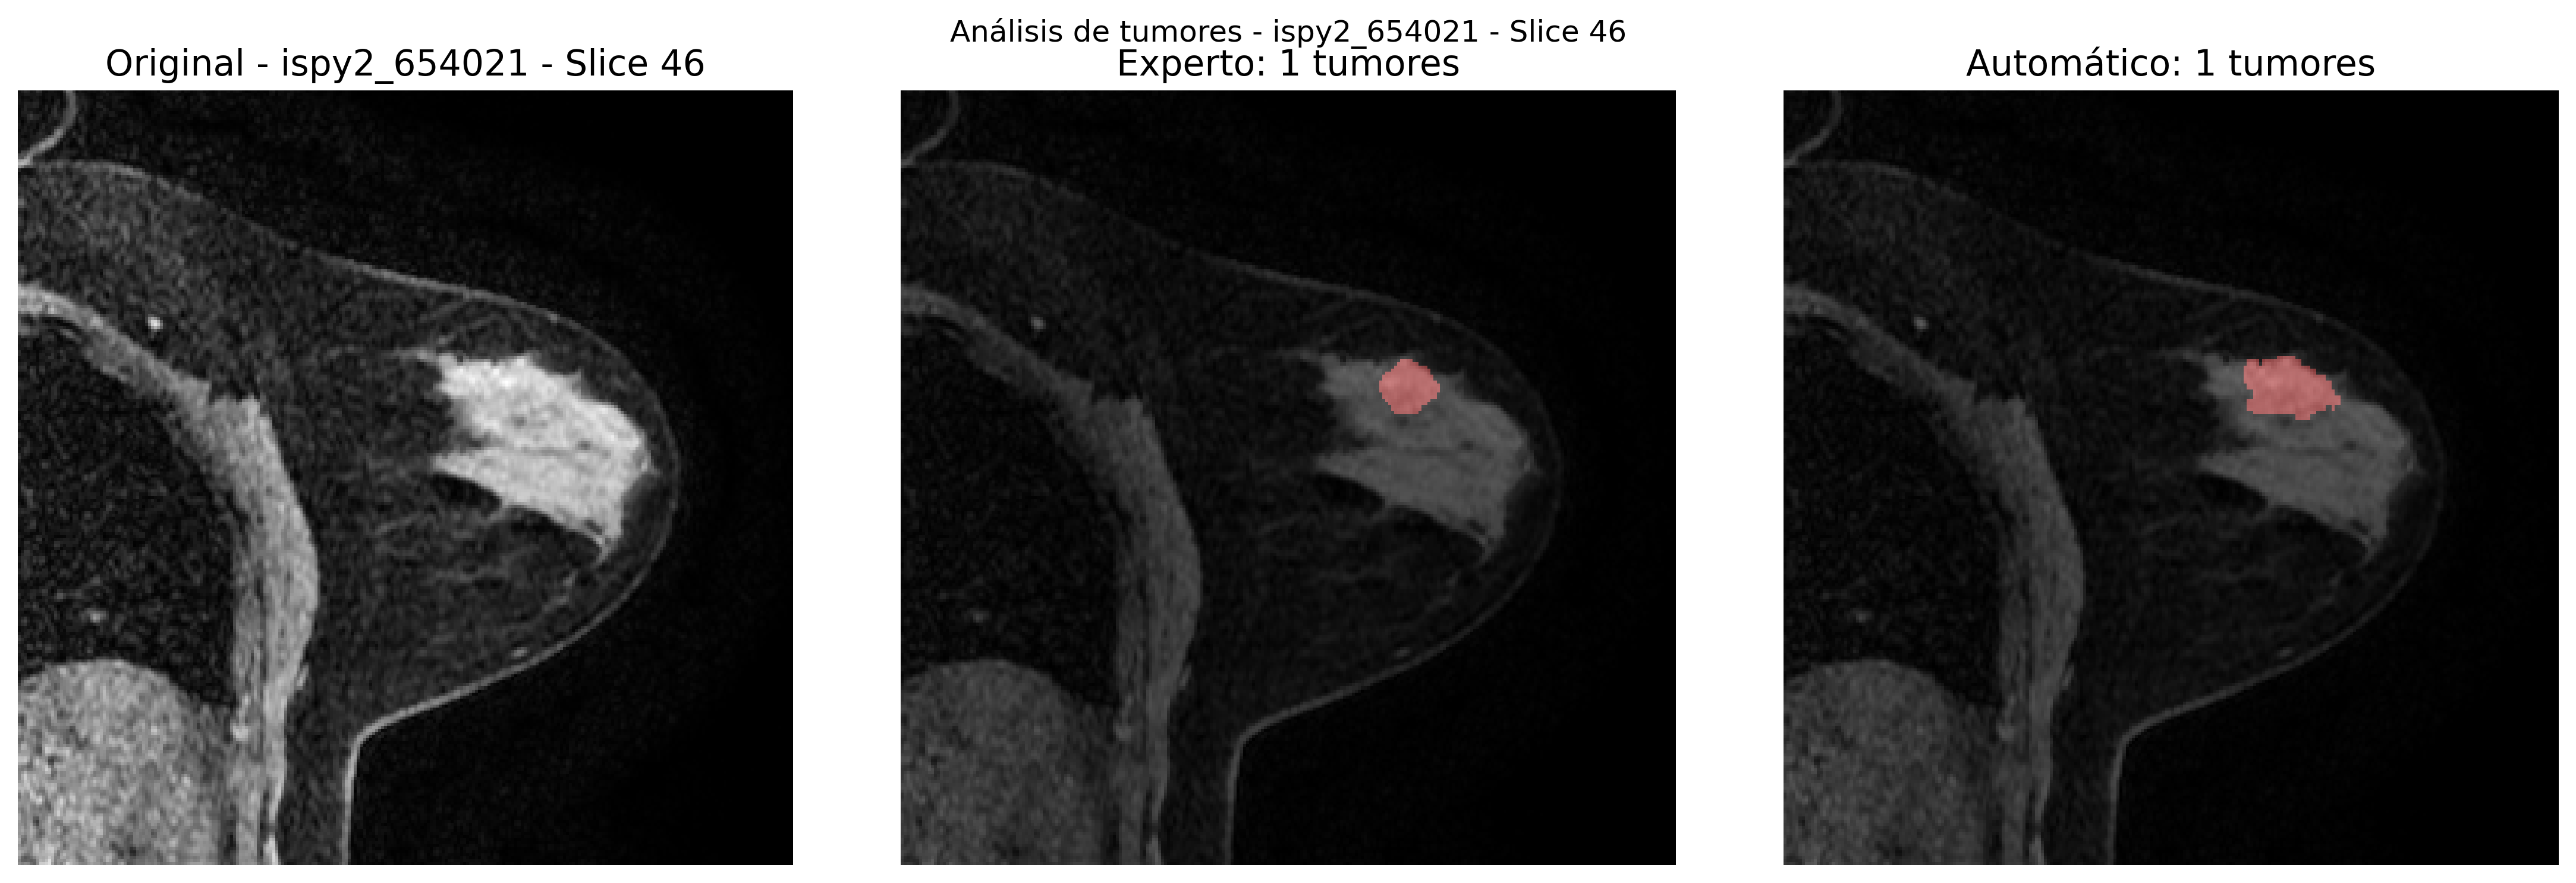 Análisis de tumores - ispy2_654021 - Slice 46
Original - ispy2_654021 - Slice 46
Experto: 1 tumores
Automático: 1 tumores